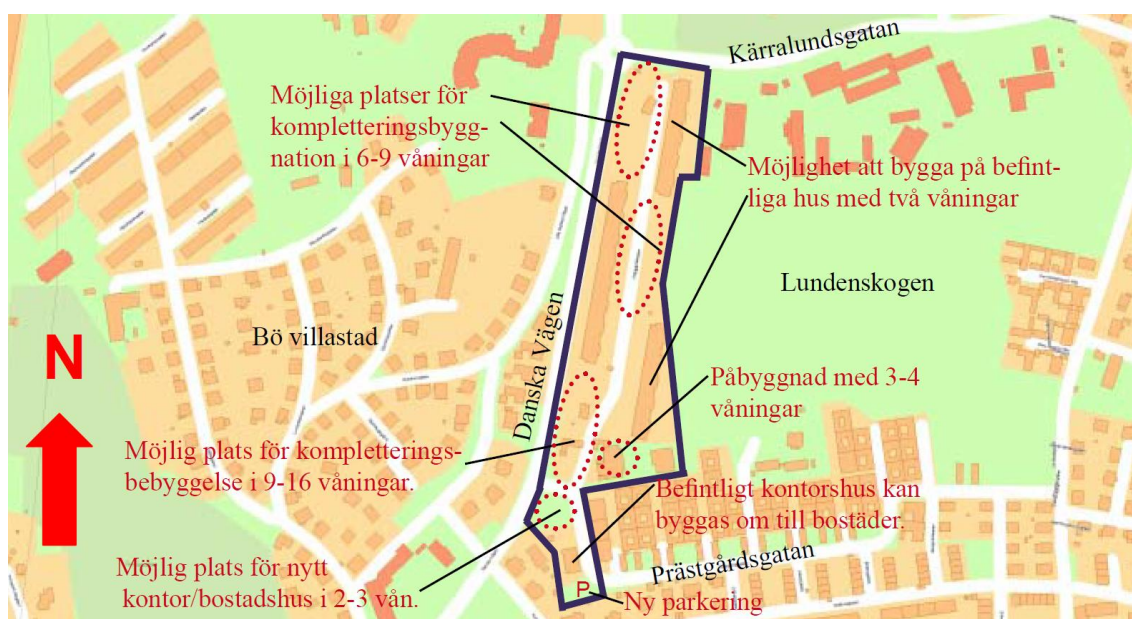 Kärralundsgatan
Möjliga platser för
kompletteringsbygg-
nation i 6-9 våningar
Möjlighet att bygga på befint-
liga hus med två våningar
Lundenskogen
Bö villastad
N
Danska Vägen
Påbyggnad med 3-4
våningar
Möjlig plats för kompletterings-
bebyggelse i 9-16 våningar.
Befintligt kontorshus kan
byggas om till bostäder.
Prästgårdsgatan
Möjlig plats för nytt
kontor/bostadshus i 2-3 vån.
P
Ny parkering